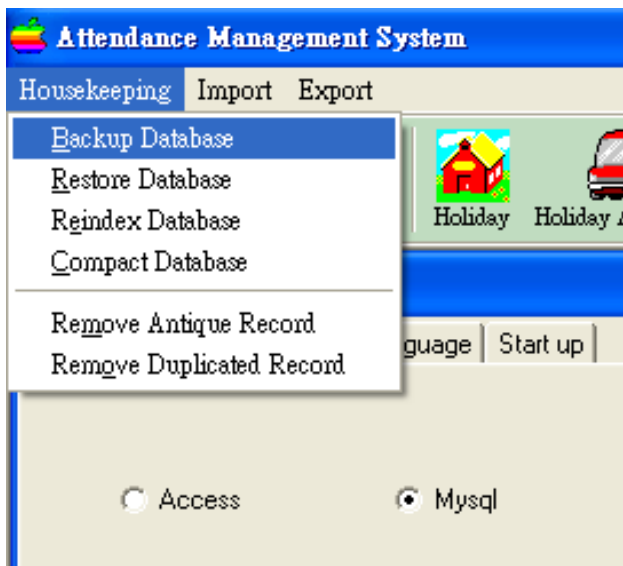 Attendance Management System
Housekeeping Import Export
Backup Database
Restore Database
Reindex Database
Compact Database
Remove Antique Record
Remove Duplicated Record
Holiday Holiday
guage Start up
Access Mysql